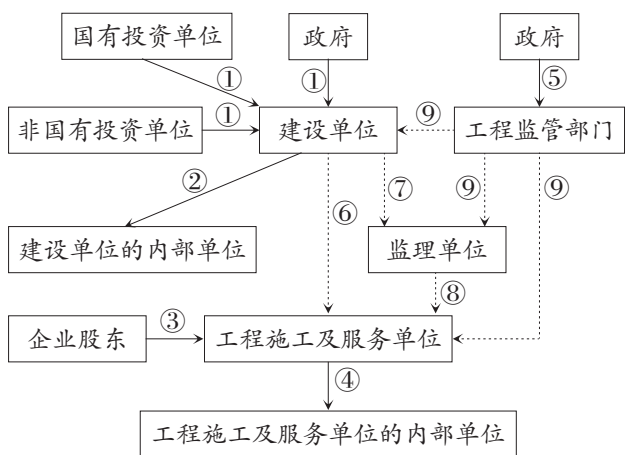 国有投资单位
政府
政府
①
①
⑤
非国有投资单位
①
建设单位
⑨
工程监管部门
②
⑥
⑦
⑨
⑨
建设单位的内部单位
监理单位
⑧
企业股东
③
工程施工及服务单位
④
工程施工及服务单位的内部单位